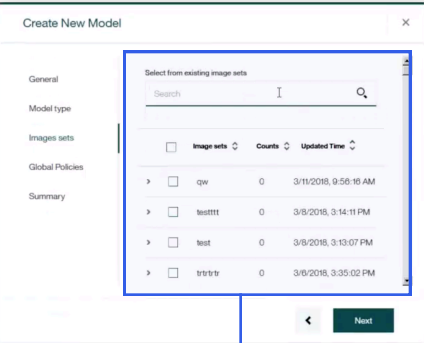 Create New Model
General
Model type
Images sets
Global Policies
Summary
Select from existing image sets
Search
Image sets Counts Updated Time
qw 0 3/11/2018, 9:56:16 AM
testttt 0 3/8/2018, 3:14:11 PM
test 0 3/8/2018, 3:13:07 PM
trtrtrtr 0 3/6/2018, 3:35:02 PM
Next